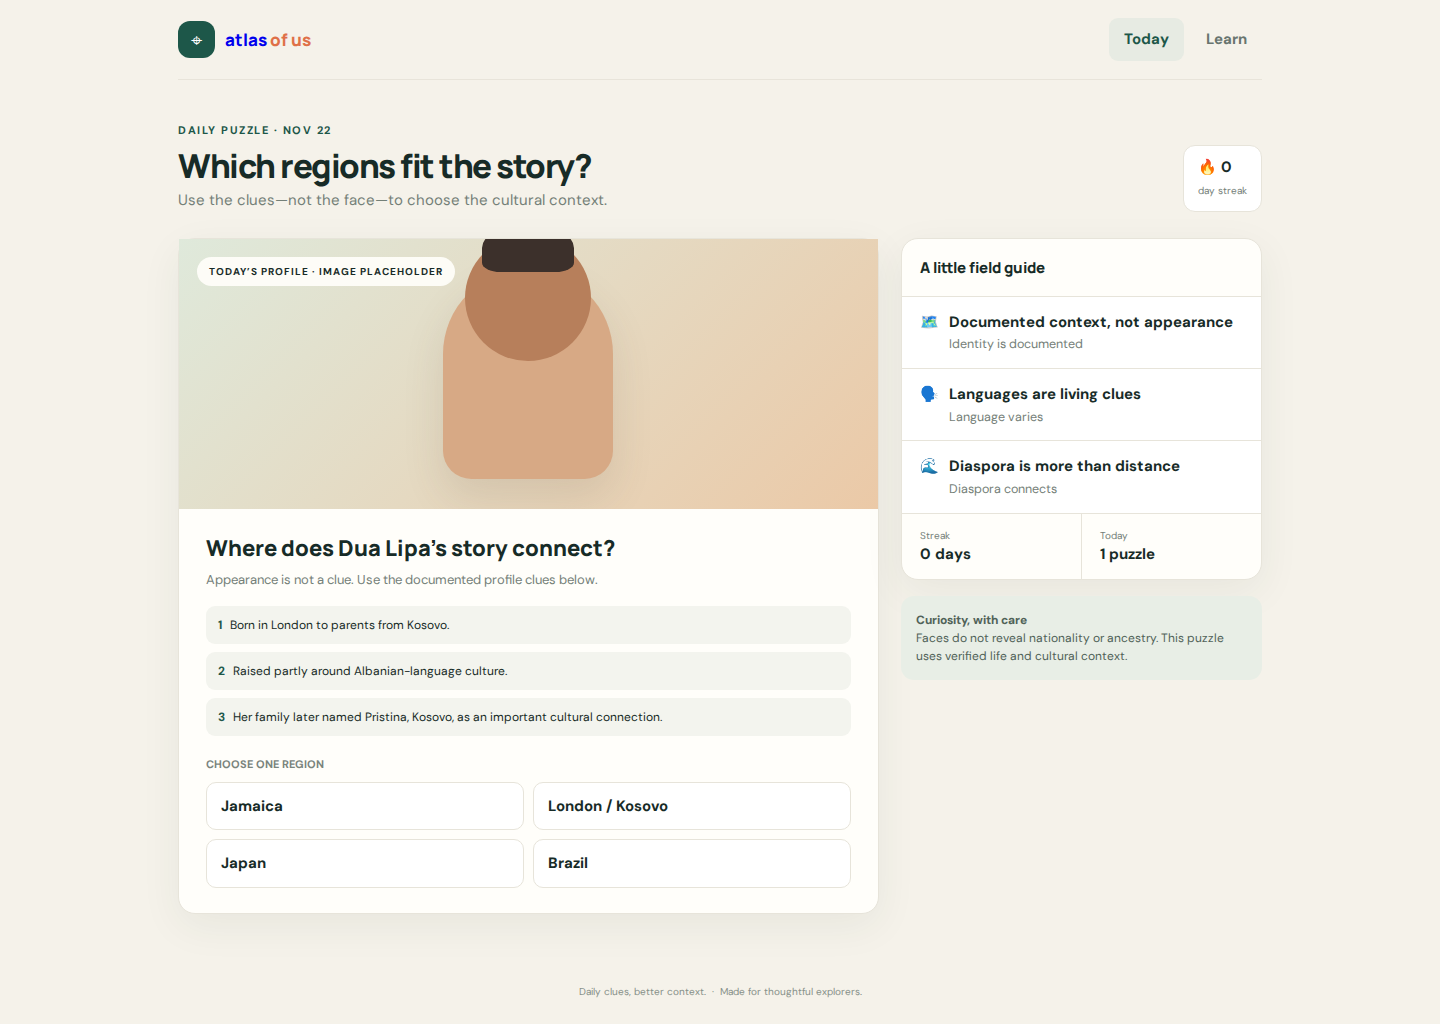 atlas of us
Today
Learn
DAILY PUZZLE · NOV 22
Which regions fit the story?
Use the clues—not the face—to choose the cultural context.
🔥 0
day streak
TODAY'S PROFILE · IMAGE PLACEHOLDER
Where does Dua Lipa's story connect?
Appearance is not a clue. Use the documented profile clues below.
1 Born in London to parents from Kosovo.
2 Raised partly around Albanian-language culture.
3 Her family later named Pristina, Kosovo, as an important cultural connection.
CHOOSE ONE REGION
Jamaica
London / Kosovo
Japan
Brazil
A little field guide
Documented context, not appearance
Identity is documented
Languages are living clues
Language varies
Diaspora is more than distance
Diaspora connects
Streak
0 days
Today
1 puzzle
Curiosity, with care
Faces do not reveal nationality or ancestry. This puzzle
uses verified life and cultural context.
Daily clues, better context. · Made for thoughtful explorers.